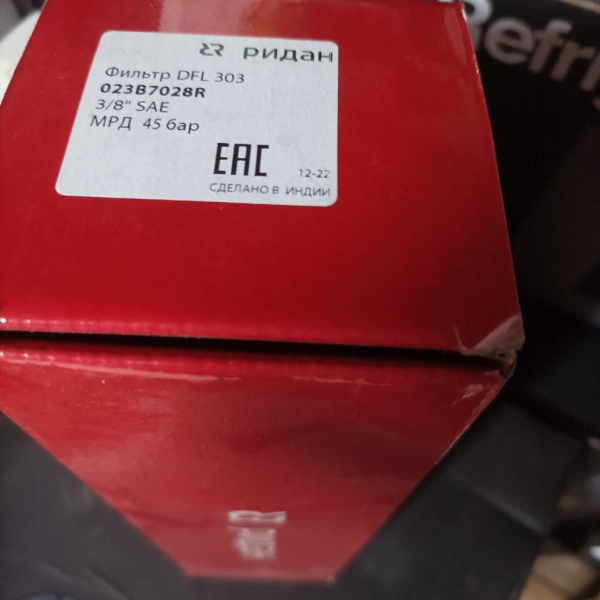 ридан
Фильтр DFL 303
023B7028R
3/8" SAE
МРД 45 бар
EAC
12-22
СДЕЛАНО В ИНДИИ